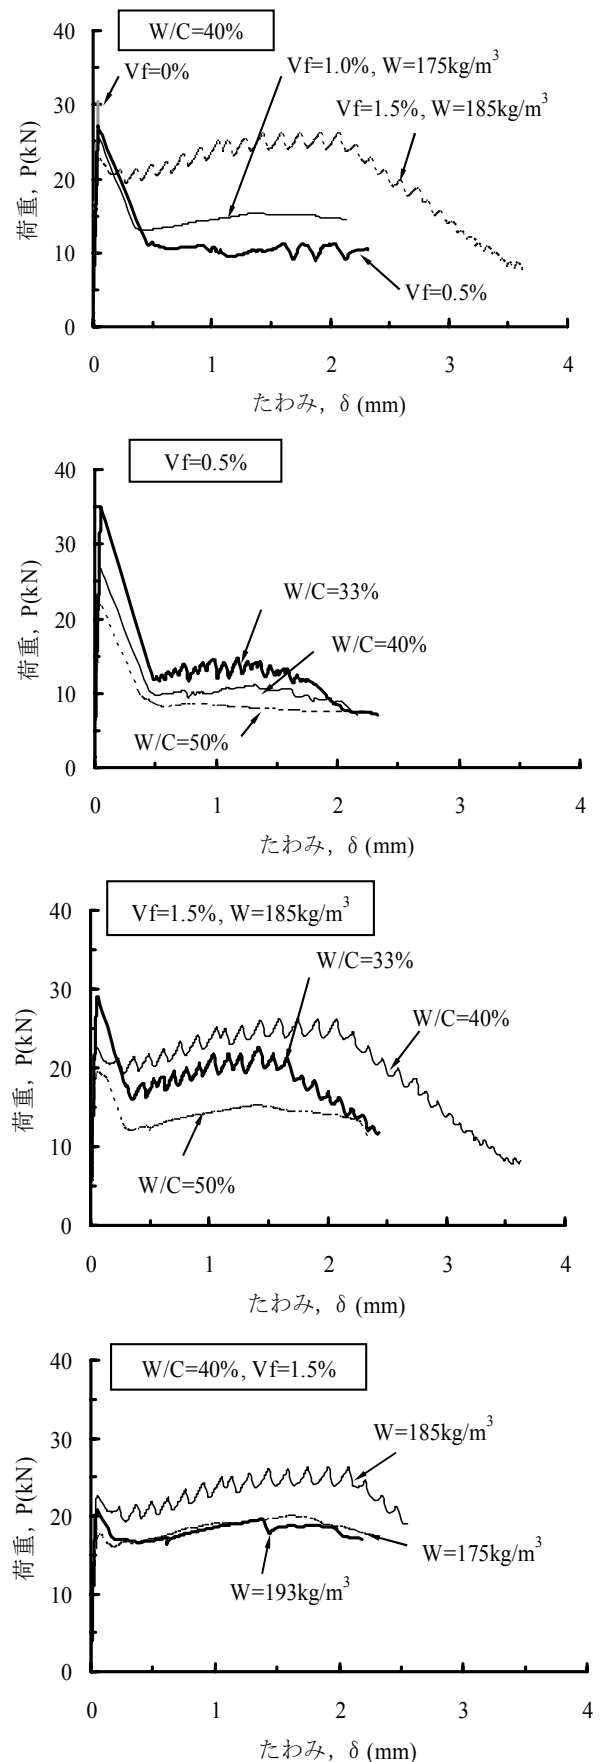 W/C=40%
Vf=0%
Vf=1.0%, W=175kg/m³
Vf=1.5%, W=185kg/m³
Vf=0.5%
荷重, P(kN)
40
30
20
10
0
0 1 2 3 4
たわみ, δ (mm)
Vf=0.5%
W/C=33%
W/C=40%
W/C=50%
荷重, P(kN)
40
30
20
10
0
0 1 2 3 4
たわみ, δ (mm)
Vf=1.5%, W=185kg/m³
W/C=33%
W/C=40%
W/C=50%
荷重, P(kN)
40
30
20
10
0
0 1 2 3 4
たわみ, δ (mm)
W/C=40%, Vf=1.5%
W=185kg/m³
W=175kg/m³
W=193kg/m³
荷重, P(kN)
40
30
20
10
0
0 1 2 3 4
たわみ, δ (mm)